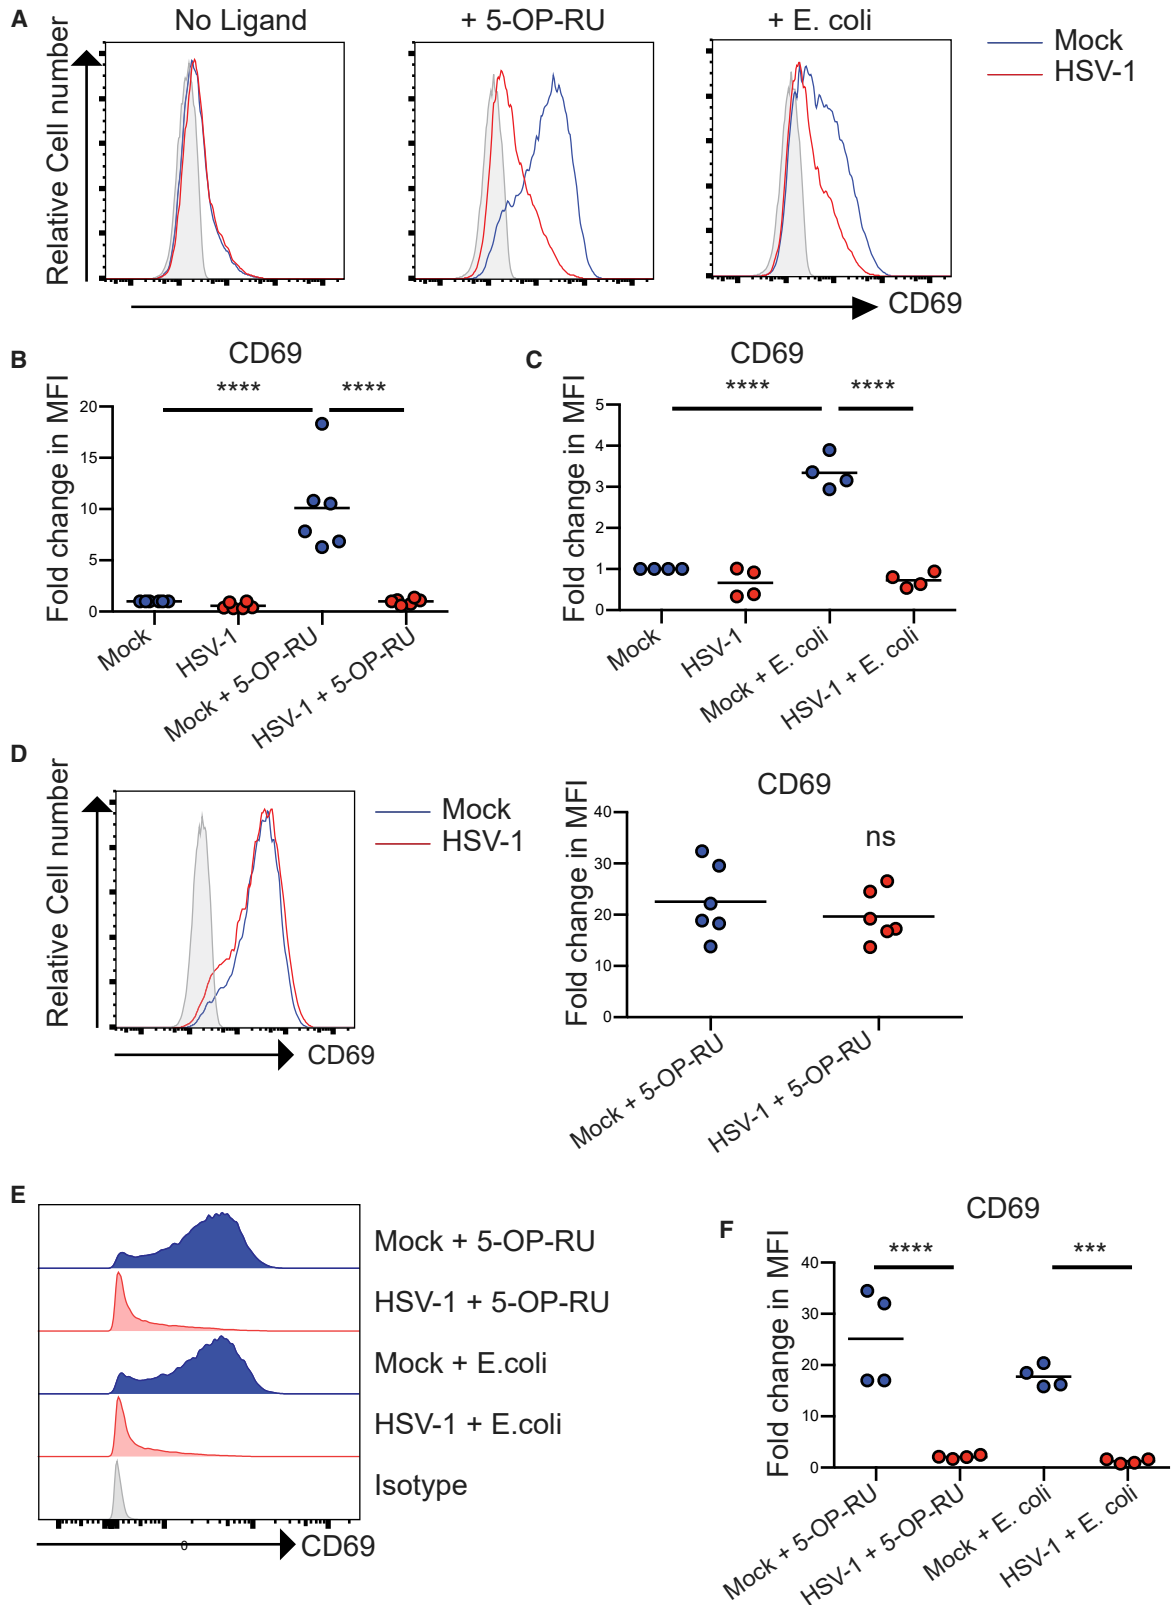 A
No Ligand
+ 5-OP-RU
+ E. coli
Mock
HSV-1
Relative Cell number
CD69
B
CD69
Fold change in MFI
**** ****
20
15
10
5
0
Mock
HSV-1
Mock + 5-OP-RU
HSV-1 + 5-OP-RU
C
CD69
Fold change in MFI
**** ****
5
4
3
2
1
0
Mock
HSV-1
Mock + E. coli
HSV-1 + E. coli
D
Relative Cell number
Mock
HSV-1
CD69
CD69
Fold change in MFI
40
30
20
10
0
ns
Mock + 5-OP-RU
HSV-1 + 5-OP-RU
E
Mock + 5-OP-RU
HSV-1 + 5-OP-RU
Mock + E.coli
HSV-1 + E.coli
Isotype
0
CD69
F
CD69
Fold change in MFI
**** ***
40
30
20
10
0
Mock + 5-OP-RU
HSV-1 + 5-OP-RU
Mock + E. coli
HSV-1 + E. coli